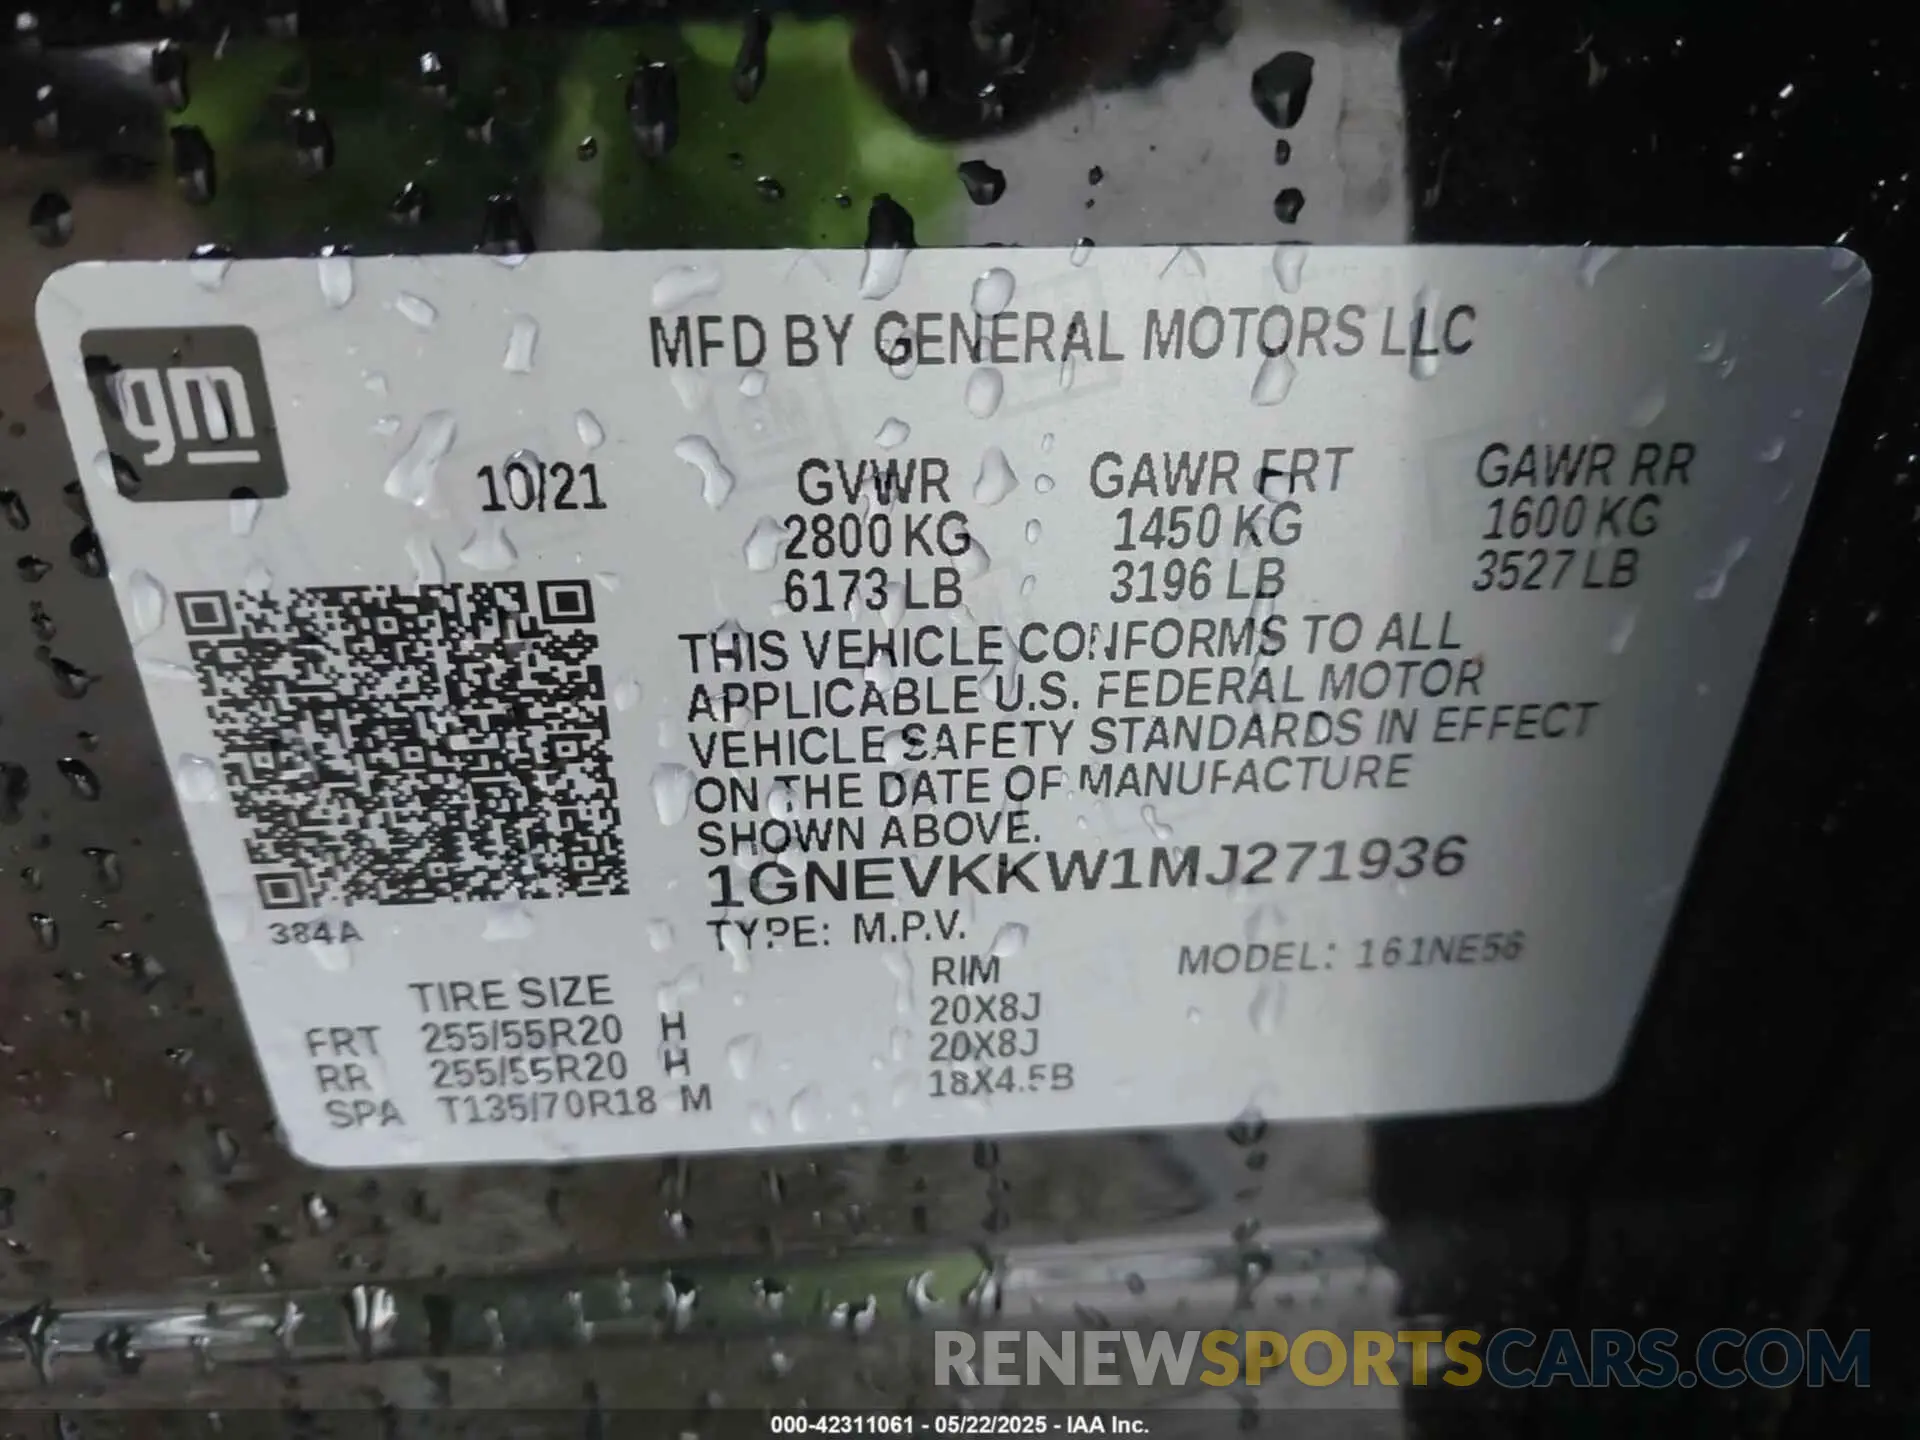 MFD BY GENERAL MOTORS LLC
gm
10/21
GVWR GAWR FRT GAWR RR
2800 KG 1450 KG 1600 KG
6173 LB 3196 LB 3527 LB
THIS VEHICLE CONFORMS TO ALL
APPLICABLE U.S. FEDERAL MOTOR
VEHICLE SAFETY STANDARDS IN EFFECT
ON THE DATE OF MANUFACTURE
SHOWN ABOVE.
1GNEVKKW1MJ271936
384A
TYPE: M.P.V.
MODEL: 161NE56
TIRE SIZE RIM
FRT 255/55R20 H 20X8J
RR 255/55R20 H 20X8J
SPA T135/70R18 M 18X4.5B
RENEWSPORTSCARS.COM
000-42311061 - 05/22/2025 - IAA Inc.